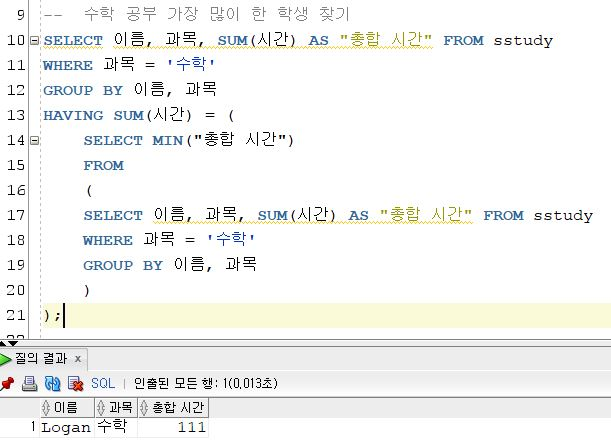 9 -- 수학 공부 가장 많이 한 학생 찾기
10 SELECT 이름, 과목, SUM(시간) AS "총합 시간" FROM sstudy
11 WHERE 과목 = '수학'
12 GROUP BY 이름, 과목
13 HAVING SUM(시간) = (
14 SELECT MIN("총합 시간")
15 FROM
16 (
17 SELECT 이름, 과목, SUM(시간) AS "총합 시간" FROM sstudy
18 WHERE 과목 = '수학'
19 GROUP BY 이름, 과목
20 )
21 );
22
질의 결과 x
SQL | 인출된 모든 행: 1(0,013초)
이름 과목 총합 시간
1 Logan 수학 111